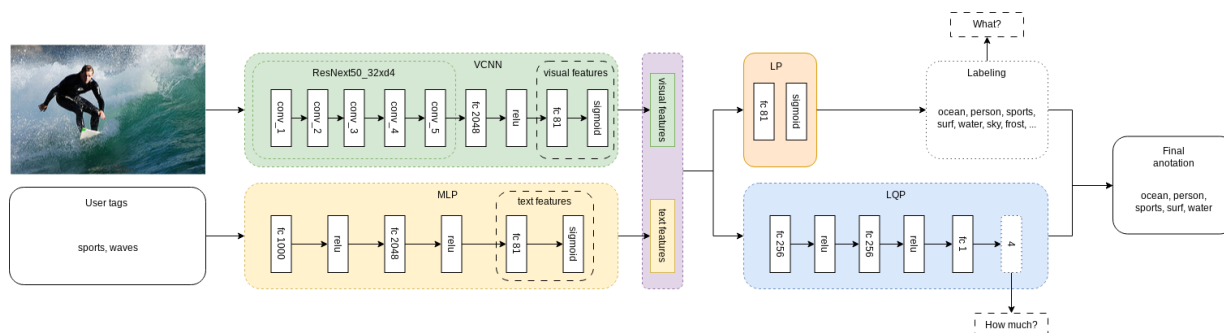 What?
VCNN
ResNext50_32xd4
visual features
conv_1
conv_2
conv_3
conv_4
conv_5
fc 2048
relu
fc 81
sigmoid
User tags
sports, waves
MLP
text features
fc 1000
relu
fc 2048
relu
fc 81
sigmoid
visual features
text features
LP
fc 81
sigmoid
Labeling
ocean, person, sports,
surf, water, sky, frost, ...
LQP
fc 256
relu
fc 256
relu
fc 1
4
How much?
Final
anotation
ocean, person,
sports, surf, water